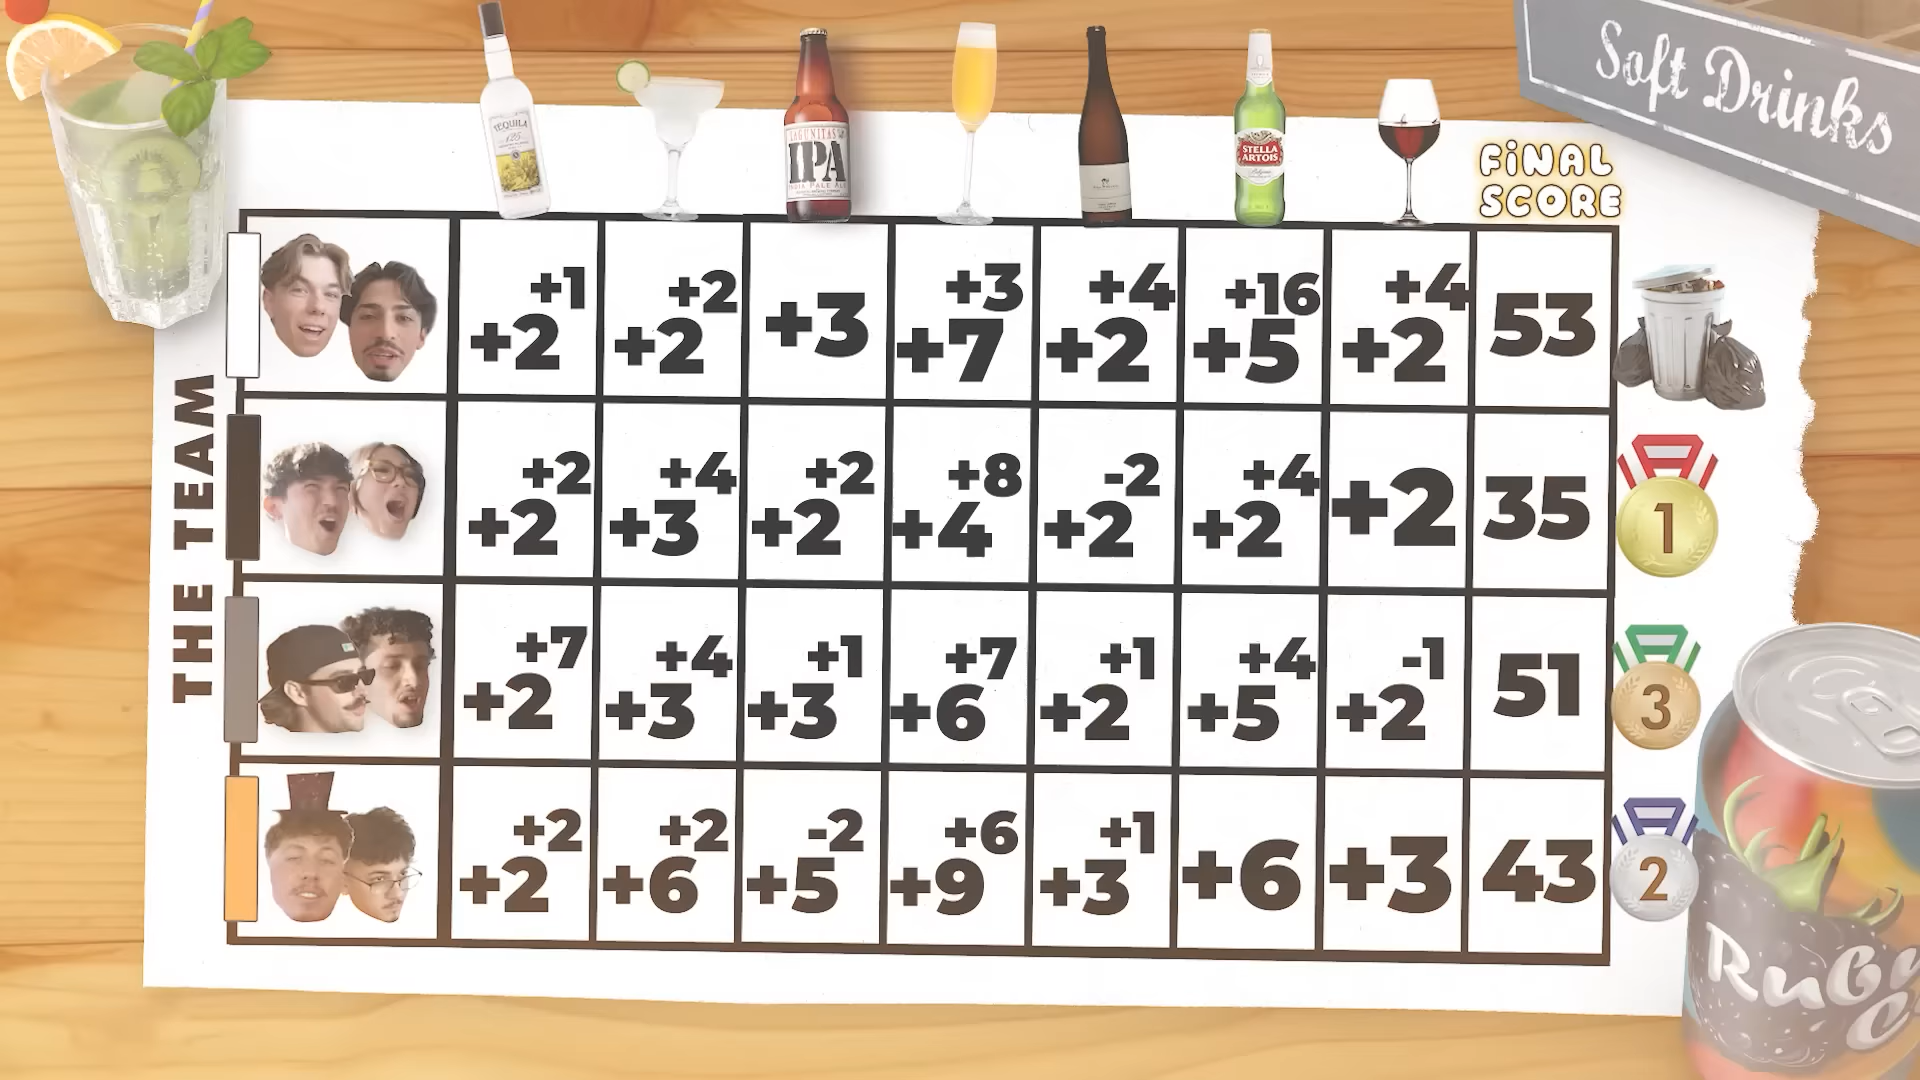 Soft Drinks
TEQUILA
LAGUNITAS
IPA
INDIA PALE ALE
STELLA
ARTOIS
FiNAL
SCORE
THE TEAM
+1 +2 +3 +4 +16 +4
+2 +2 +3 +7 +2 +5 +2 53
+2 +4 +2 +8 -2 +4
+2 +3 +2 +4 +2 +2 +2 35
1
+7 +4 +1 +7 +1 +4 -1
+2 +3 +3 +6 +2 +5 +2 51
3
+2 +2 -2 +6 +1
+2 +6 +5 +9 +3 +6 +3 43
2